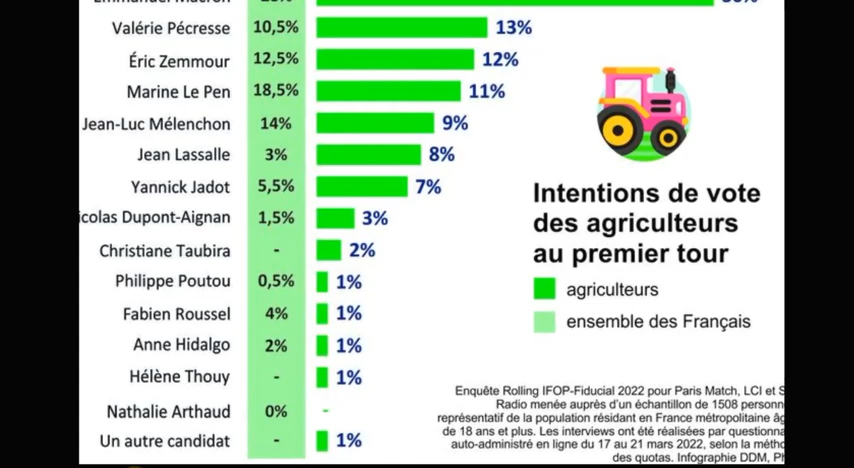 Valérie Pécresse 10,5% 13%
Éric Zemmour 12,5% 12%
Marine Le Pen 18,5% 11%
Jean-Luc Mélenchon 14% 9%
Jean Lassalle 3% 8%
Yannick Jadot 5,5% 7%
icolas Dupont-Aignan 1,5% 3%
Christiane Taubira - 2%
Philippe Poutou 0,5% 1%
Fabien Roussel 4% 1%
Anne Hidalgo 2% 1%
Hélène Thouy - 1%
Nathalie Arthaud 0% -
Un autre candidat - 1%
Intentions de vote
des agriculteurs
au premier tour
agriculteurs
ensemble des Français
Enquête Rolling IFOP-Fiducial 2022 pour Paris Match, LCI et S
Radio menée auprès d'un échantillon de 1508 personn
représentatif de la population résidant en France métropolitaine âg
de 18 ans et plus. Les interviews ont été réalisées par questionna
auto-administré en ligne du 17 au 21 mars 2022, selon la métho
des quotas. Infographie DDM, Ph